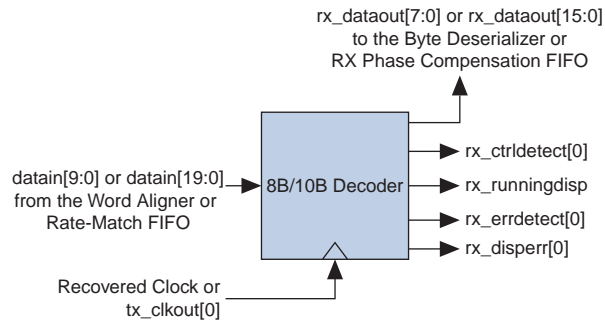 rx_dataout[7:0] or rx_dataout[15:0]
to the Byte Deserializer or
RX Phase Compensation FIFO
datain[9:0] or datain[19:0]
from the Word Aligner or
Rate-Match FIFO
8B/10B Decoder
rx_ctrldetect[0]
rx_runningdisp
rx_errdetect[0]
rx_disperr[0]
Recovered Clock or
tx_clkout[0]